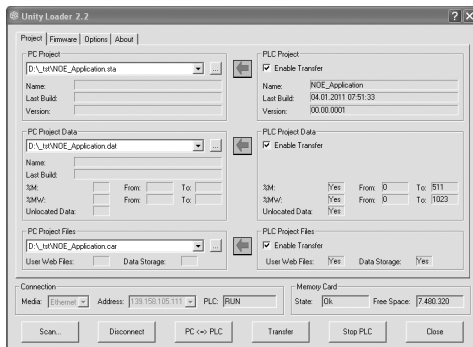 Unity Loader 2.2
Project Firmware Options About
PC Project
D:\_tst\NOE_Application.sta
Name:
Last Build:
Version:
PLC Project
Enable Transfer
Name: NOE_Application
Last Build: 04.01.2011 07:51:33
Version: 00.00.0001
PC Project Data
D:\_tst\NOE_Application.dat
Name:
Last Build:
%M: From: To:
%MW: From: To:
Unlocated Data:
PLC Project Data
Enable Transfer
%M: Yes From: 0 To: 511
%MW: Yes From: 0 To: 1023
Unlocated Data: Yes
PC Project Files
D:\_tst\NOE_Application.car
User Web Files: Data Storage:
PLC Project Files
Enable Transfer
User Web Files: Yes Data Storage: Yes
Connection
Media: Ethernet Address: 139.158.105.111 PLC: RUN
Memory Card
State: Ok Free Space: 7.480.320
Scan... Disconnect PC <=> PLC Transfer Stop PLC Close